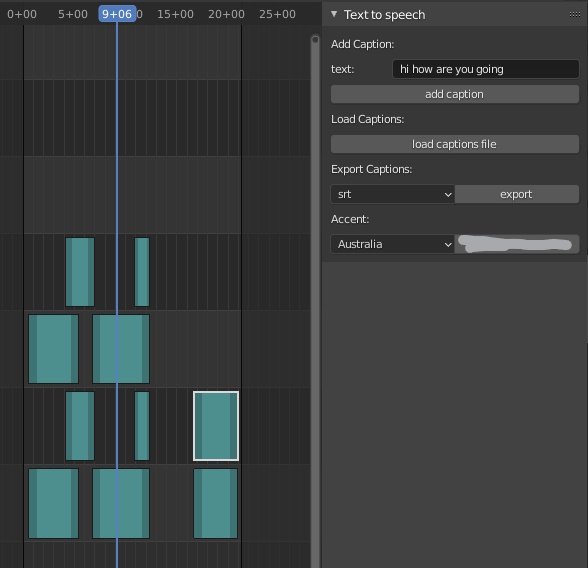 0+00 5+00 9+06 0 15+00 20+00 25+00
Text to speech
Add Caption:
text: hi how are you going
add caption
Load Captions:
load captions file
Export Captions:
srt export
Accent:
Australia